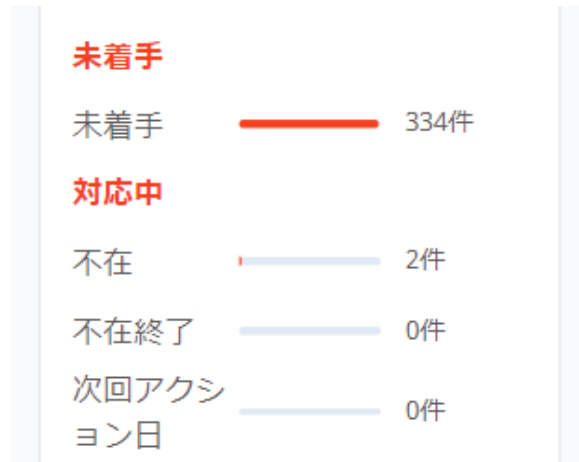 未着手
未着手 334件
対応中
不在 2件
不在終了 0件
次回アクシ
ョン日 0件